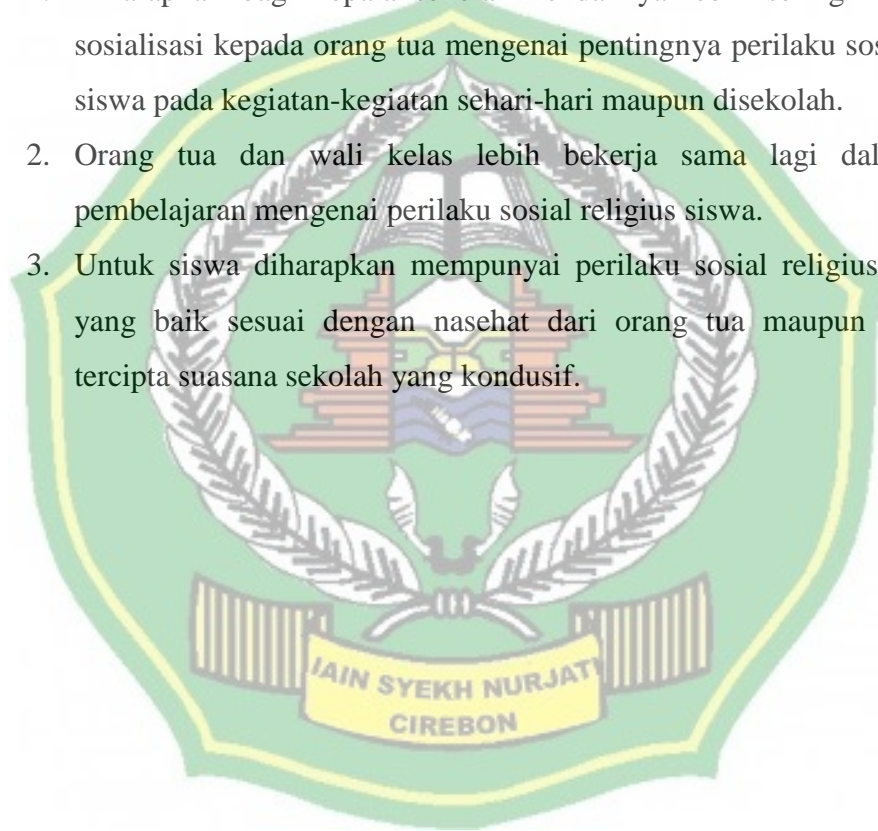 sosialisasi kepada orang tua mengenai pentingnya perilaku
siswa pada kegiatan-kegiatan sehari-hari maupun disekolah.
2. Orang tua dan wali kelas lebih bekerja sama lagi
pembelajaran mengenai perilaku sosial religius siswa.
3. Untuk siswa diharapkan mempunyai perilaku sosial religius
yang baik sesuai dengan nasehat dari orang tua maupun
tercipta suasana sekolah yang kondusif.
IAIN SYEKH NURJATI
CIREBON